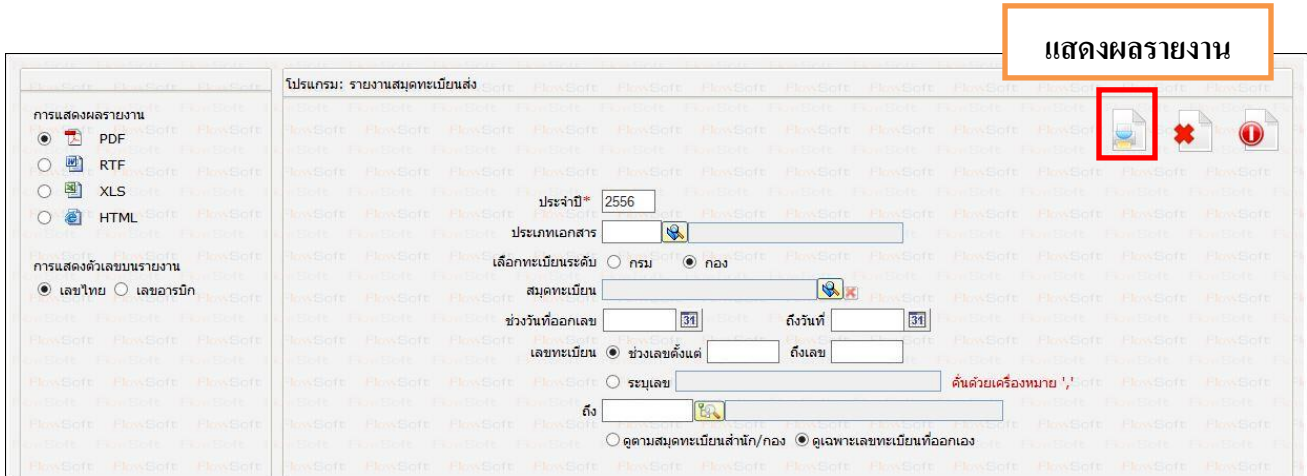 แสดงผลรายงาน
โปรแกรม: รายงานสมุดทะเบียนส่ง
การแสดงผลรายงาน
PDF
RTF
XLS
HTML
การแสดงตัวเลขบนรายงาน
เลขไทย เลขอารบิก
ประจำปี* 2556
ประเภทเอกสาร
เลือกทะเบียนระดับ กรม กอง
สมุดทะเบียน
ช่วงวันที่ออกเลข 31 ถึงวันที่ 31
เลขทะเบียน ช่วงเลขตั้งแต่ ถึงเลข
ระบุเลข คั่นด้วยเครื่องหมาย ','
ถึง
ดูตามสมุดทะเบียนสำนัก/กอง ดูเฉพาะเลขทะเบียนที่ออกเอง